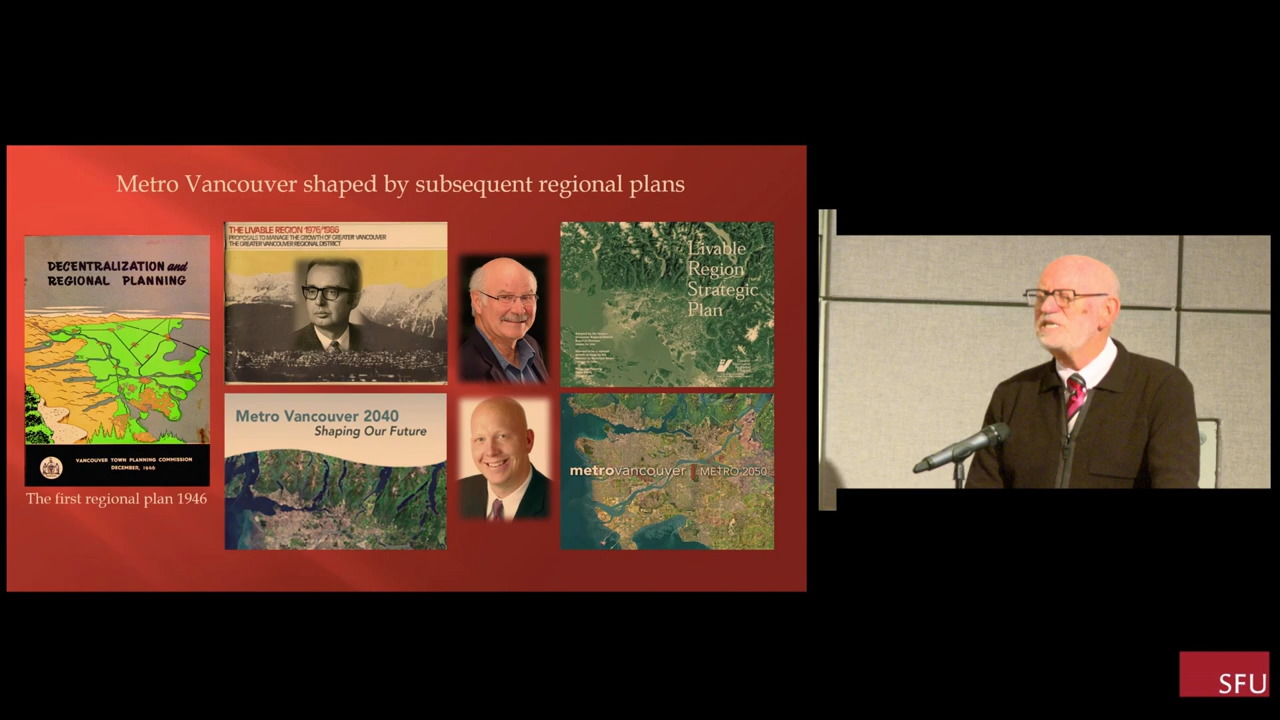 Metro Vancouver shaped by subsequent regional plans
DECENTRALIZATION and
REGIONAL PLANNING
VANCOUVER TOWN PLANNING COMMISSION
DECEMBER, 1946
The first regional plan 1946
THE LIVABLE REGION 1976/1986
PROPOSALS TO MANAGE THE GROWTH OF GREATER VANCOUVER
THE GREATER VANCOUVER REGIONAL DISTRICT
Livable
Region
Strategic
Plan
Metro Vancouver 2040
Shaping Our Future
metrovancouver METRO 2050
SFU